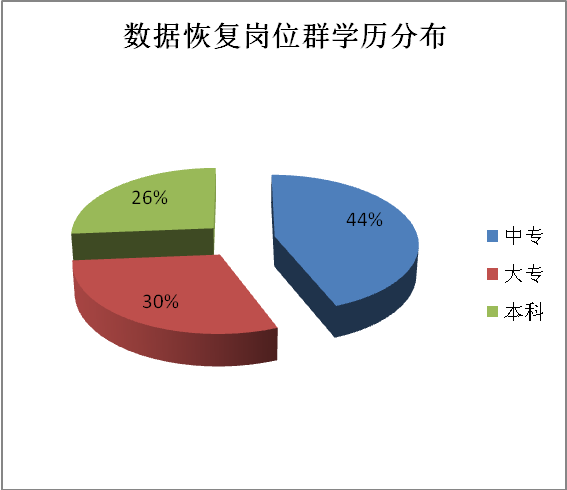 数据恢复岗位群学历分布
26%
44%
30%
中专
大专
本科